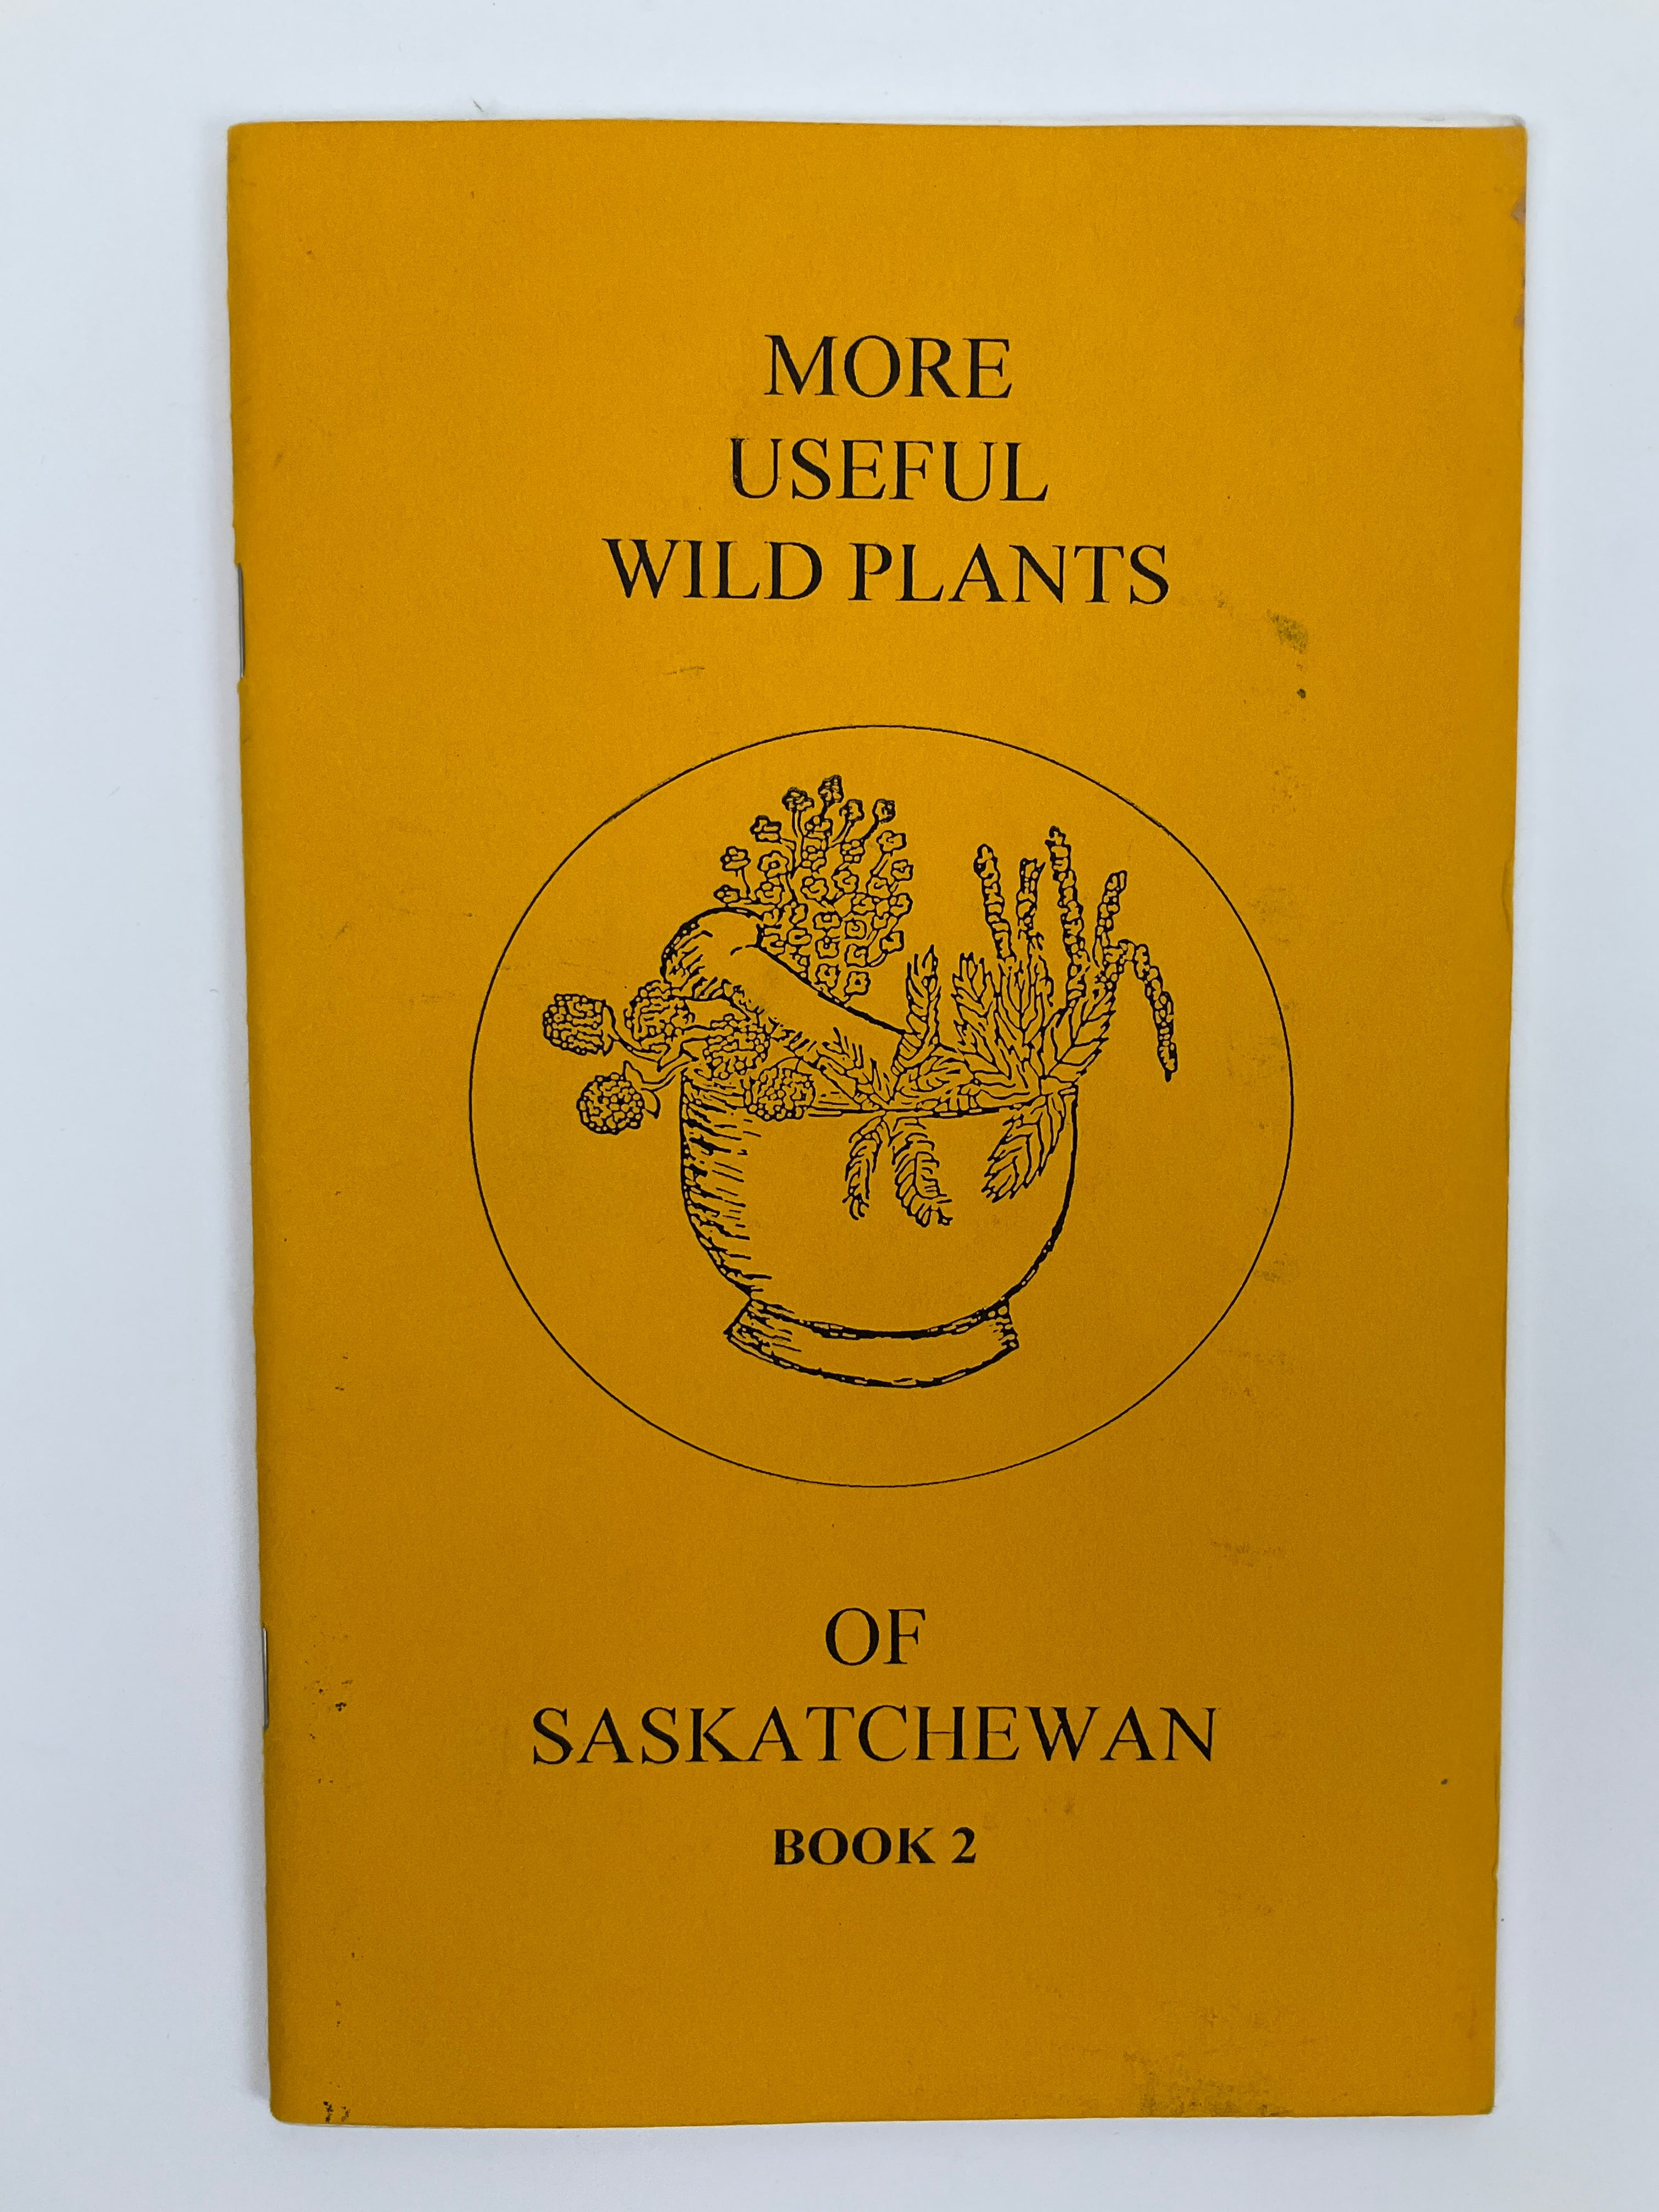 MORE
USEFUL
WILD PLANTS
OF
SASKATCHEWAN
BOOK 2